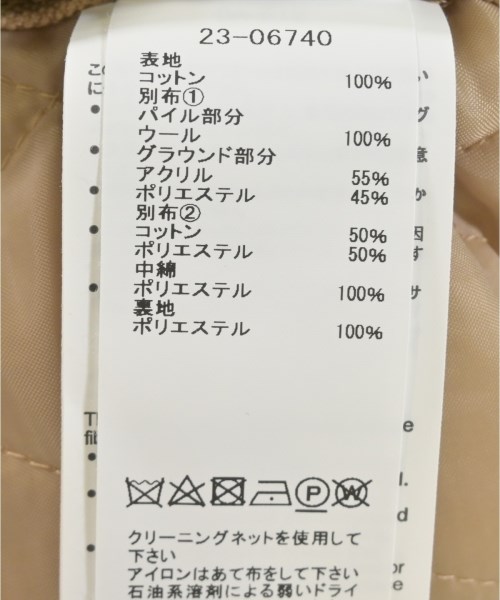 23-06740
表地
コットン 100%
別布①
パイル部分
ウール 100%
グラウンド部分
アクリル 55%
ポリエステル 45%
別布②
コットン 50%
ポリエステル 50%
中綿
ポリエステル 100%
裏地
ポリエステル 100%
P W
クリーニングネットを使用して
下さい
アイロンはあて布をして下さい
石油系溶剤による弱いドライ